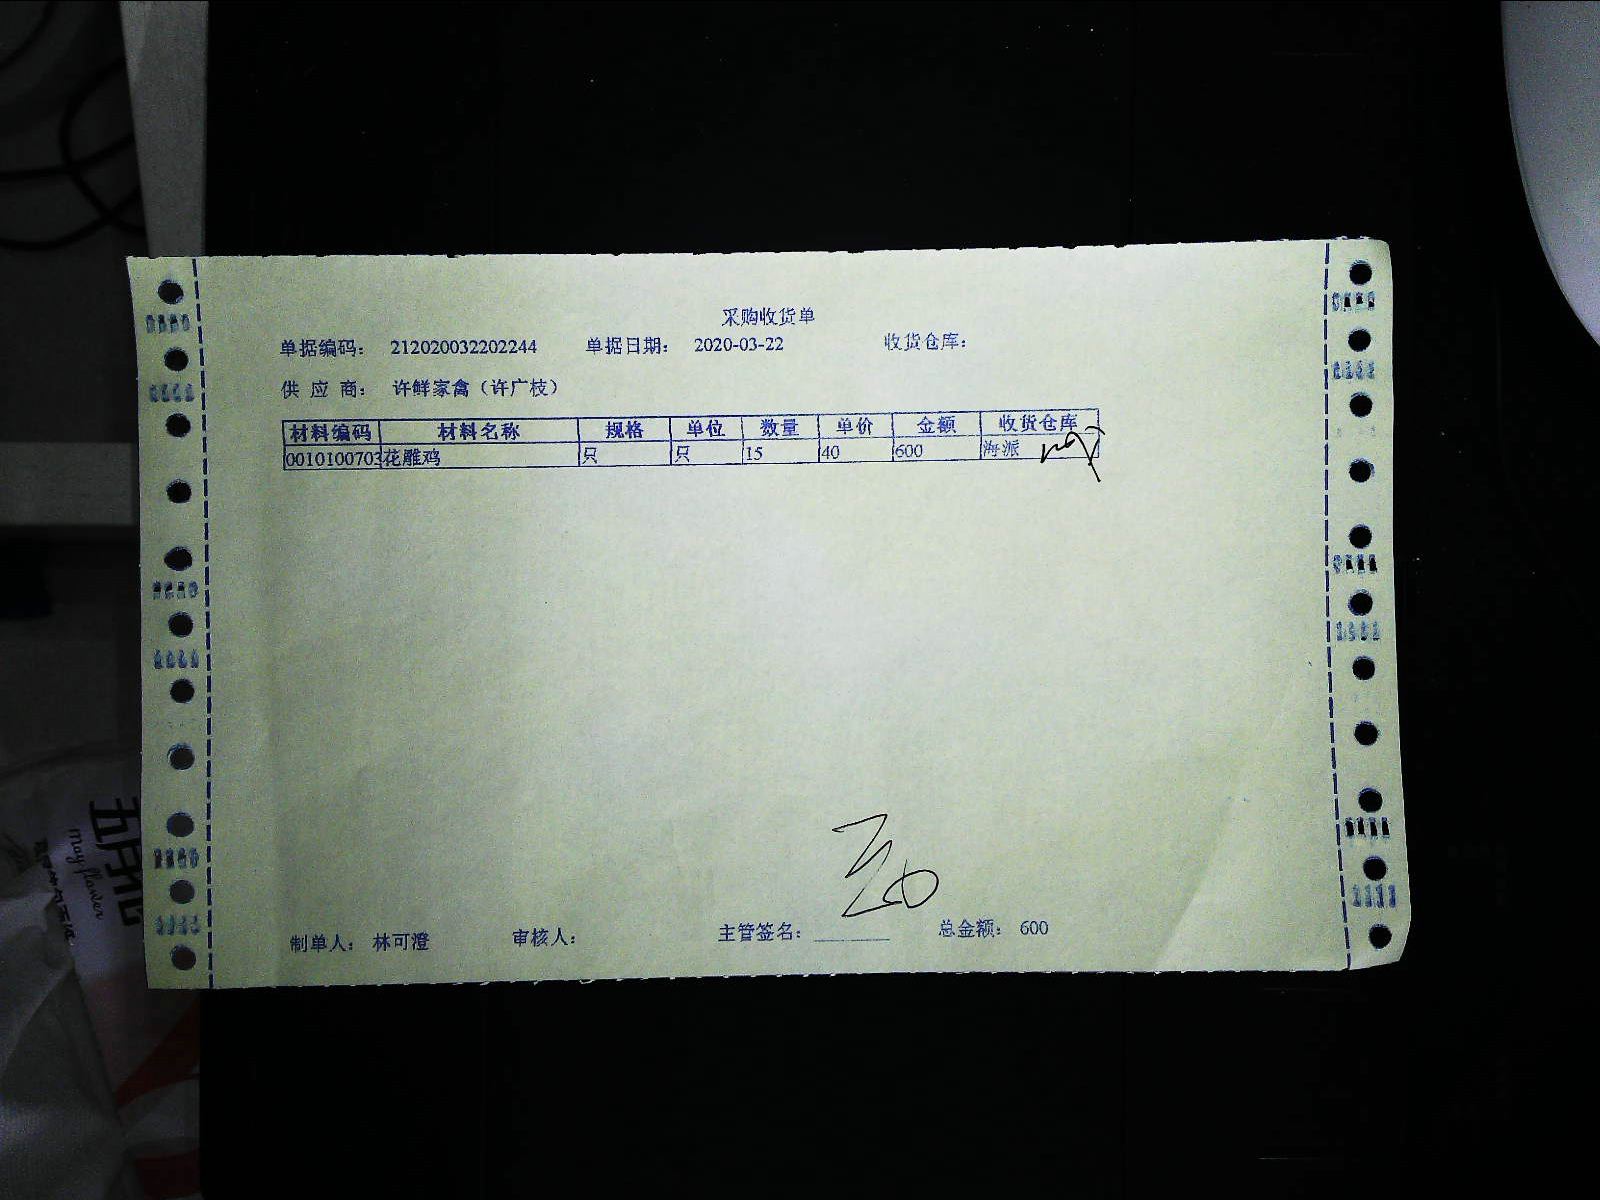 采购收货单
单据编码： 212020032202244 单据日期： 2020-03-22 收货仓库：
供 应 商： 许鲜家禽（许广枝）
材料编码 材料名称 规格 单位 数量 单价 金额 收货仓库
0010100703 花雕鸡 只 只 15 40 600 海派
制单人： 林可澄 审核人： 主管签名： 总金额： 600
五月花
mayflower